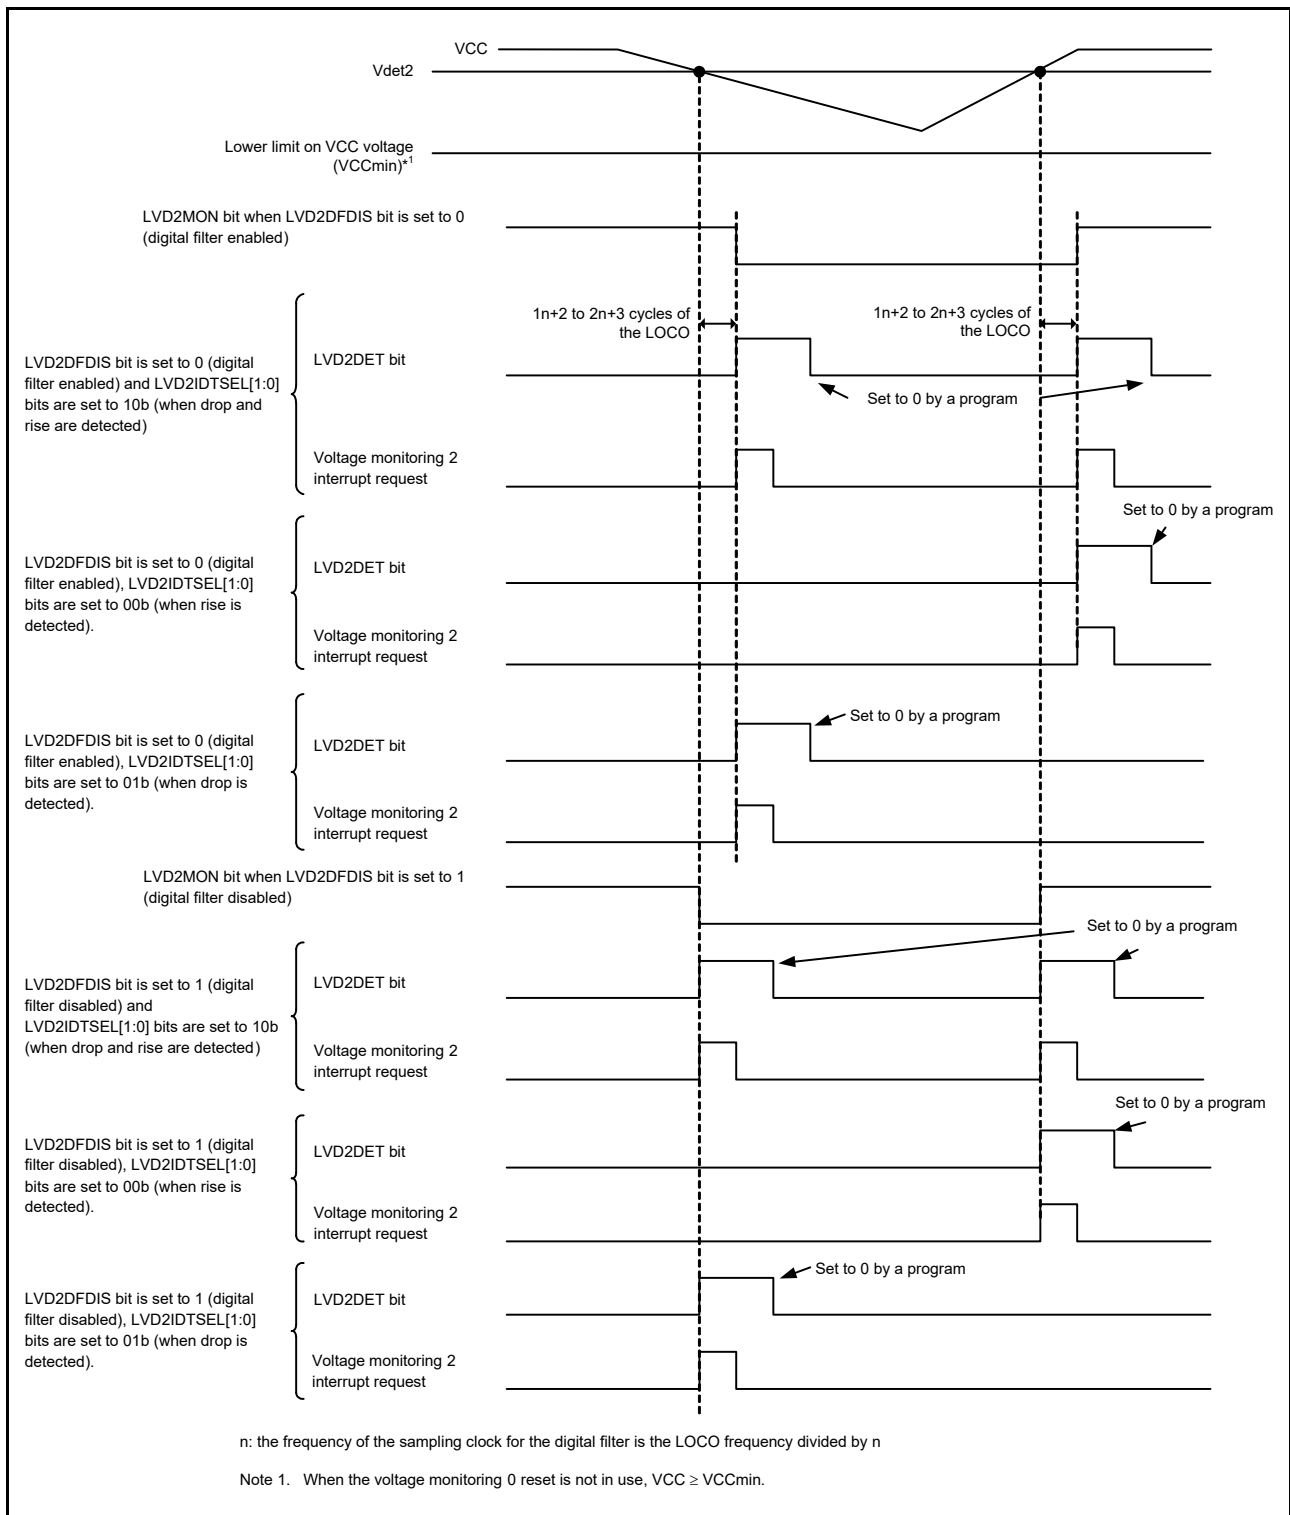 VCC
Vdet2
Lower limit on VCC voltage
(VCCmin)*1
LVD2MON bit when LVD2DFDIS bit is set to 0
(digital filter enabled)
1n+2 to 2n+3 cycles of
the LOCO
1n+2 to 2n+3 cycles of
the LOCO
LVD2DFDIS bit is set to 0 (digital
filter enabled) and LVD2IDTSEL[1:0]
bits are set to 10b (when drop and
rise are detected)
LVD2DET bit
Set to 0 by a program
Voltage monitoring 2
interrupt request
Set to 0 by a program
LVD2DFDIS bit is set to 0 (digital
filter enabled), LVD2IDTSEL[1:0]
bits are set to 00b (when rise is
detected).
LVD2DET bit
Voltage monitoring 2
interrupt request
Set to 0 by a program
LVD2DFDIS bit is set to 0 (digital
filter enabled), LVD2IDTSEL[1:0]
bits are set to 01b (when drop is
detected).
LVD2DET bit
Voltage monitoring 2
interrupt request
LVD2MON bit when LVD2DFDIS bit is set to 1
(digital filter disabled)
Set to 0 by a program
LVD2DFDIS bit is set to 1 (digital
filter disabled) and
LVD2IDTSEL[1:0] bits are set to 10b
(when drop and rise are detected)
LVD2DET bit
Voltage monitoring 2
interrupt request
Set to 0 by a program
LVD2DFDIS bit is set to 1 (digital
filter disabled), LVD2IDTSEL[1:0]
bits are set to 00b (when rise is
detected).
LVD2DET bit
Voltage monitoring 2
interrupt request
Set to 0 by a program
LVD2DFDIS bit is set to 1 (digital
filter disabled), LVD2IDTSEL[1:0]
bits are set to 01b (when drop is
detected).
LVD2DET bit
Voltage monitoring 2
interrupt request
n: the frequency of the sampling clock for the digital filter is the LOCO frequency divided by n
Note 1. When the voltage monitoring 0 reset is not in use, VCC ≥ VCCmin.